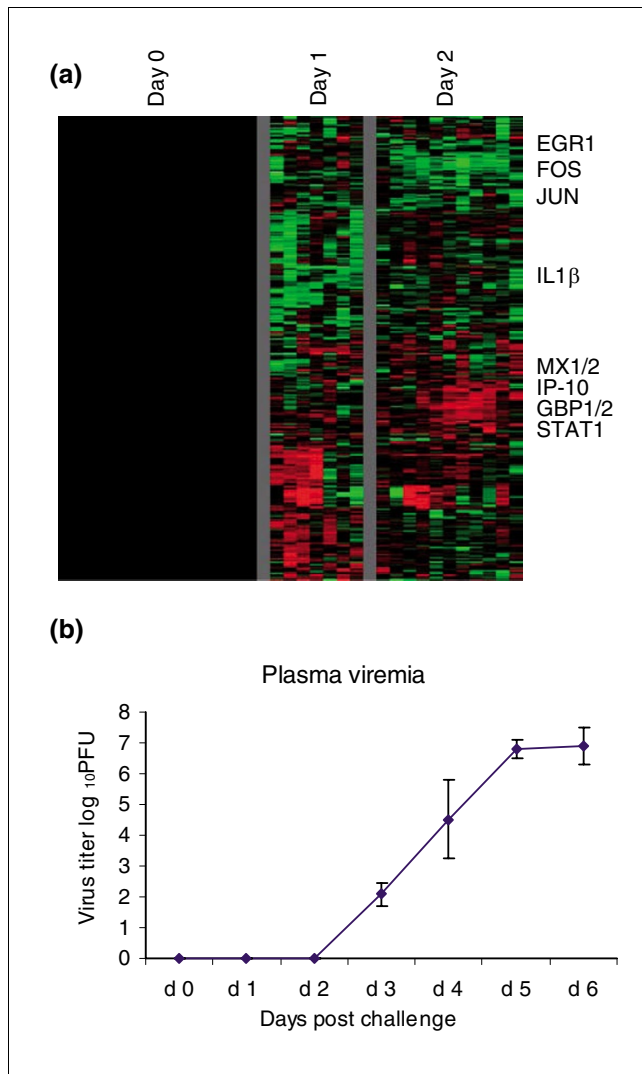 (a)
Day 0
Day 1
Day 2
EGR1
FOS
JUN
IL1β
MX1/2
IP-10
GBP1/2
STAT1
(b)
Plasma viremia
Virus titer log 10PFU
8
7
6
5
4
3
2
1
0
d 0 d 1 d 2 d 3 d 4 d 5 d 6
Days post challenge